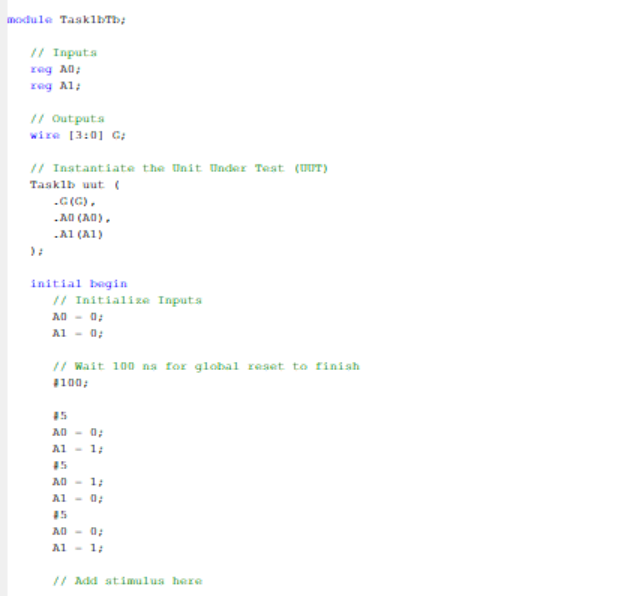 module Task1bTb;
// Inputs
reg A0;
reg A1;
// Outputs
wire [3:0] G;
// Instantiate the Unit Under Test (UUT)
Task1b uut (
.G(G),
.A0(A0),
.A1(A1)
);
initial begin
// Initialize Inputs
A0 = 0;
A1 = 0;
// Wait 100 ns for global reset to finish
#100;
#5
A0 = 0;
A1 = 1;
#5
A0 = 1;
A1 = 0;
#5
A0 = 0;
A1 = 1;
// Add stimulus here